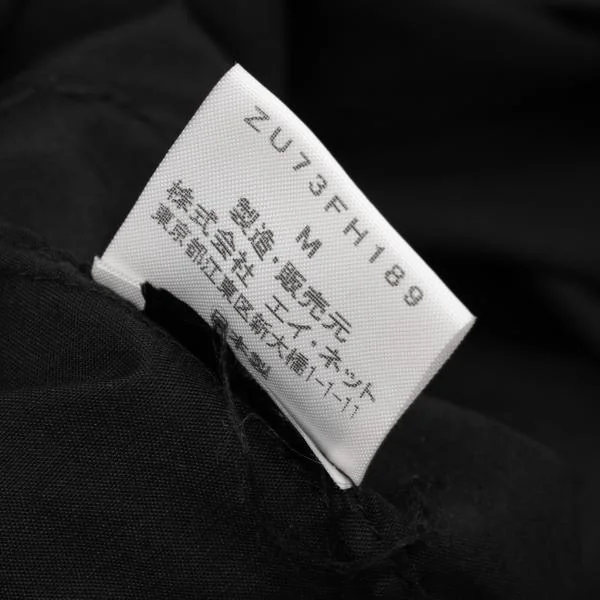 ZU73FH189
M
製造・販売元
株式会社 エイ・ネット
東京都江東区新大橋1-1-11
日本製